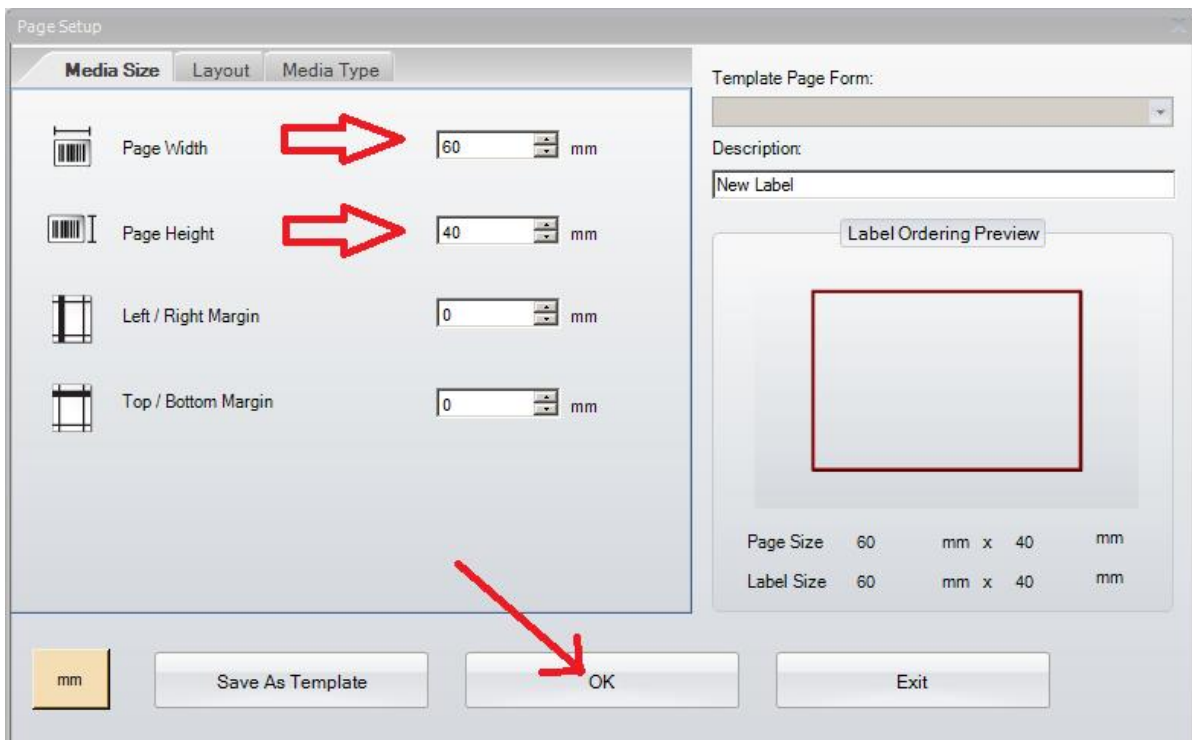 Page Setup
Media Size Layout Media Type
Template Page Form:
Page Width 60 mm
Description:
New Label
Page Height 40 mm
Label Ordering Preview
Left / Right Margin 0 mm
Top / Bottom Margin 0 mm
Page Size 60 mm x 40 mm
Label Size 60 mm x 40 mm
mm Save As Template OK Exit